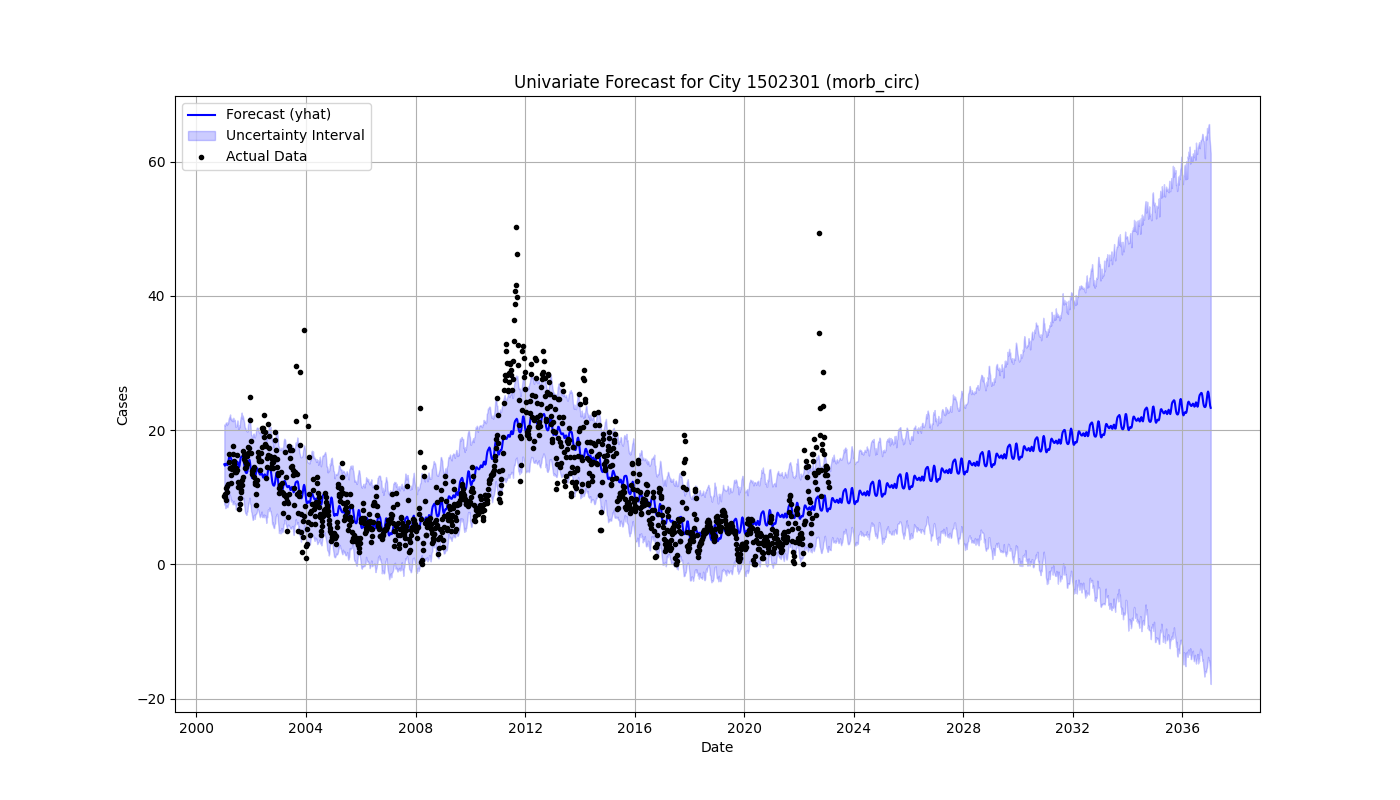 Univariate Forecast for City 1502301 (morb_circ)
Forecast (yhat)
Uncertainty Interval
Actual Data
60
40
20
0
−20
Cases
2000 2004 2008 2012 2016 2020 2024 2028 2032 2036
Date